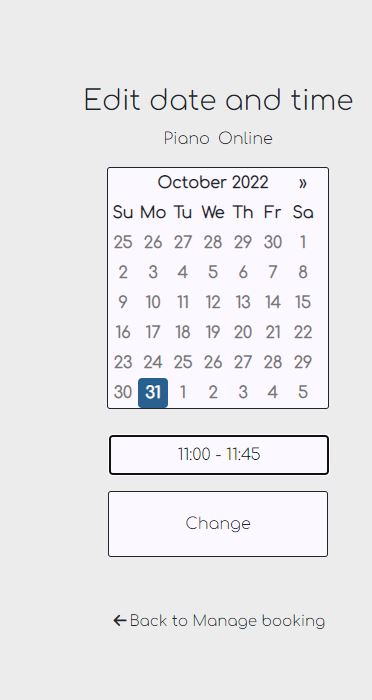 Edit date and time
Piano Online
October 2022 »
Su Mo Tu We Th Fr Sa
25 26 27 28 29 30 1
2 3 4 5 6 7 8
9 10 11 12 13 14 15
16 17 18 19 20 21 22
23 24 25 26 27 28 29
30 31 1 2 3 4 5
11:00 - 11:45
Change
←Back to Manage booking